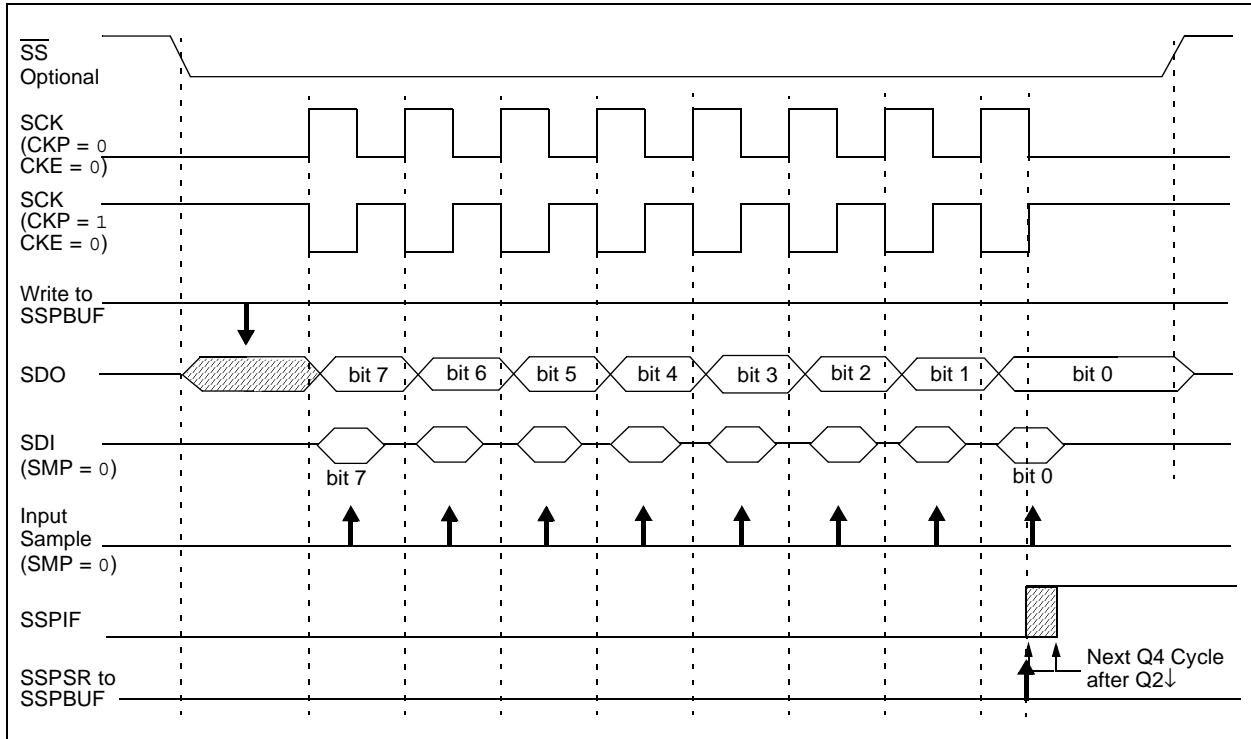 SS
Optional
SCK
(CKP = 0
CKE = 0)
SCK
(CKP = 1
CKE = 0)
Write to
SSPBUF
SDO
bit 7
bit 6
bit 5
bit 4
bit 3
bit 2
bit 1
bit 0
SDI
(SMP = 0)
bit 7
bit 0
Input
Sample
(SMP = 0)
SSPIF
Next Q4 Cycle
after Q2↓
SSPSR to
SSPBUF